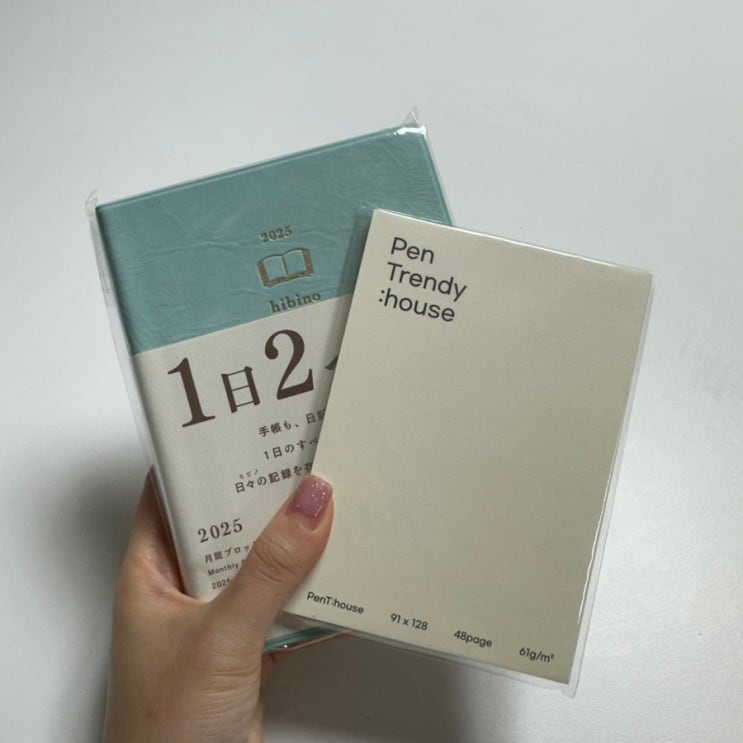 2025
hibino
1日2
手帳も、日記
1日のすべ
ヒビノ
日々の記録を
2025
月間ブロッ
Monthly
2025
Pen
Trendy
:house
PenT:house
91 x 128
48page
61g/m²